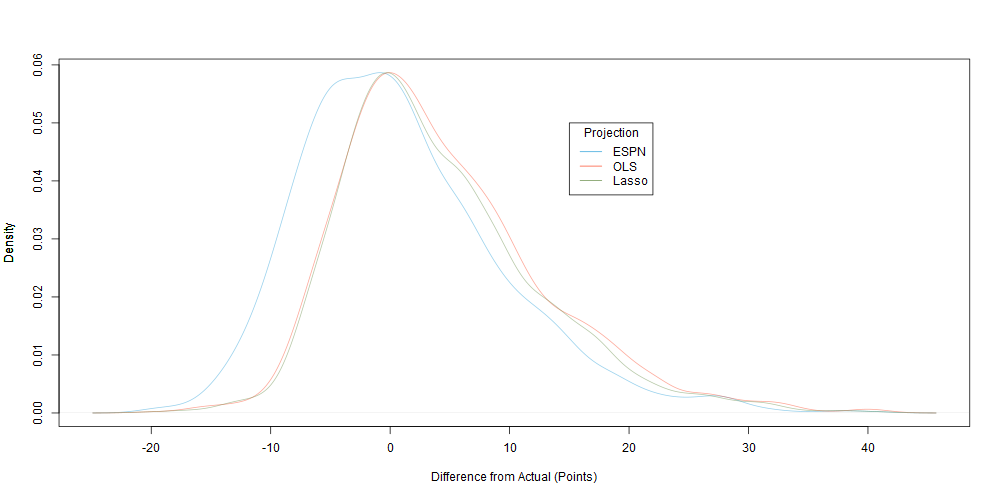 0.06
0.05
0.04
0.03
0.02
0.01
0.00
Density
Projection
ESPN
OLS
Lasso
-20 -10 0 10 20 30 40
Difference from Actual (Points)